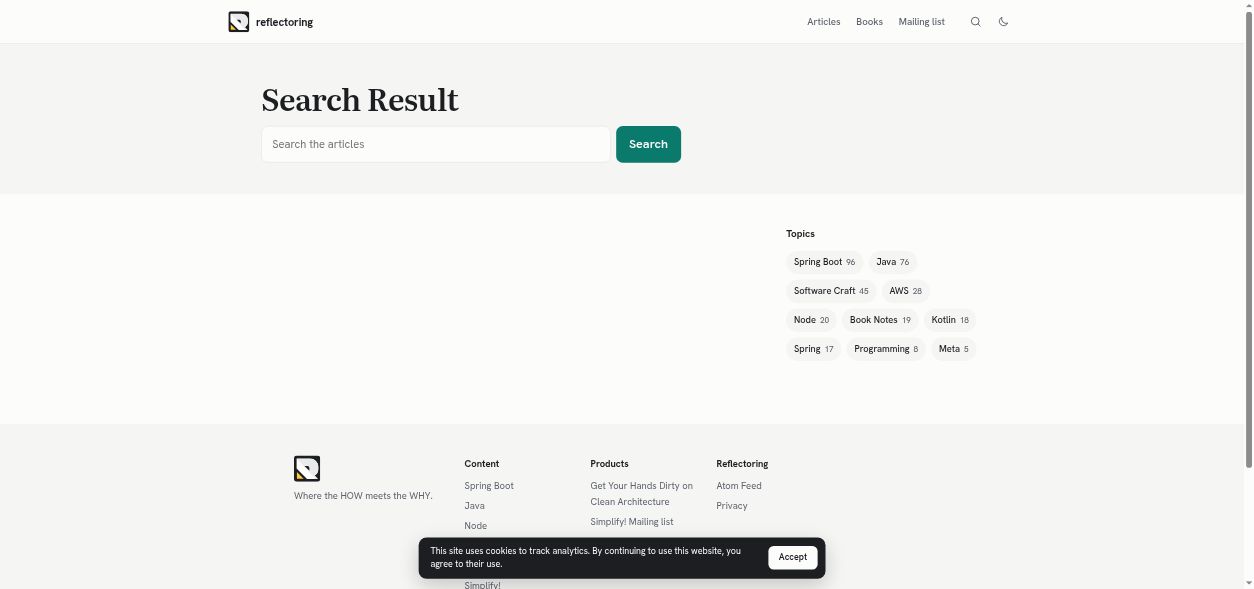 reflectoring
Articles Books Mailing list
Search Result
Search the articles
Search
Topics
Spring Boot 96 Java 76
Software Craft 45 AWS 28
Node 20 Book Notes 19 Kotlin 18
Spring 17 Programming 8 Meta 5
Where the HOW meets the WHY.
Content
Spring Boot
Java
Node
Simplify!
Products
Get Your Hands Dirty on
Clean Architecture
Simplify! Mailing list
Reflectoring
Atom Feed
Privacy
This site uses cookies to track analytics. By continuing to use this website, you
agree to their use.
Accept